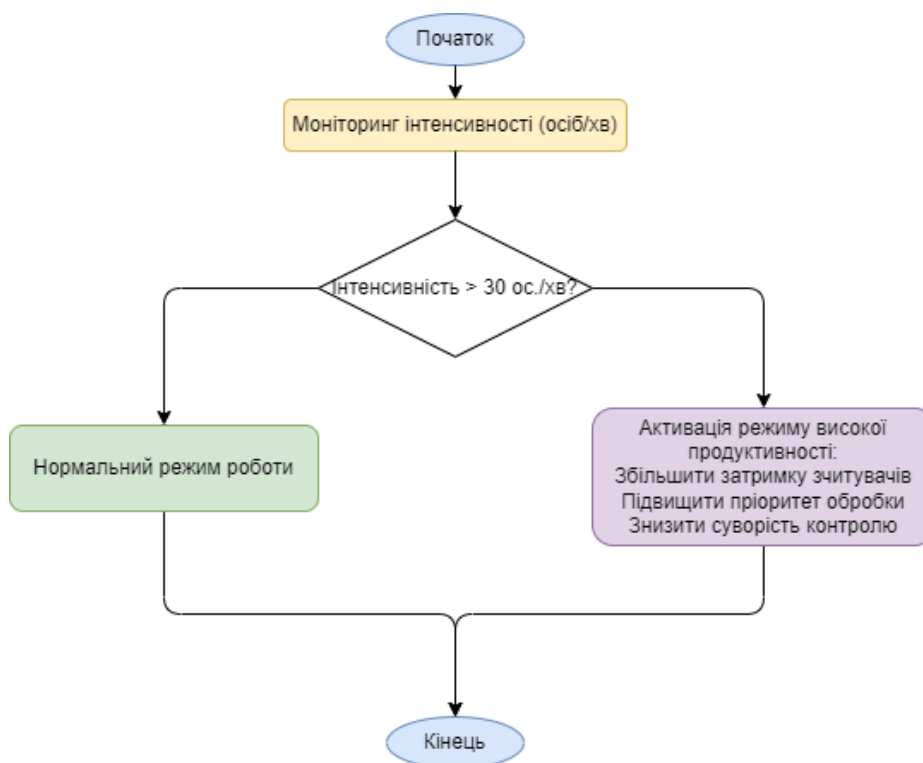 Початок
Моніторинг інтенсивності (осіб/хв)
Інтенсивність > 30 ос./хв?
Нормальний режим роботи
Активація режиму високої
продуктивності:
Збільшити затримку зчитувачів
Підвищити пріоритет обробки
Знизити суворість контролю
Кінець